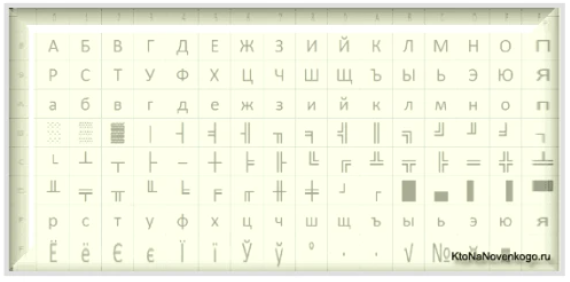 А Б В Г Д Е Ж З И Й К Л М Н О П
Р С Т У Ф Х Ц Ч Ш Щ Ъ Ы Ь Э Ю Я
а б в г д е ж з и й к л м н о п
░ ▒ ▓ │ ┤ ╡ ╢ ╖ ╕ ╣ ║ ╗ ╝ ╜ ╛ ┐
└ ┴ ┬ ├ ─ ┼ ╞ ╟ ╚ ╔ ╩ ╦ ╠ ═ ╬ ╧
╨ ╤ ╥ ╙ ╘ ╒ ╓ ╫ ╪ ┘ ┌ █ ▄ ▌ ▐ ▀
р с т у ф х ц ч ш щ ъ ы ь э ю я
Ё ё Є є Ї ї Ў ў ° ∙ · √ № ¤ ■
KtoNaNovenkogo.ru